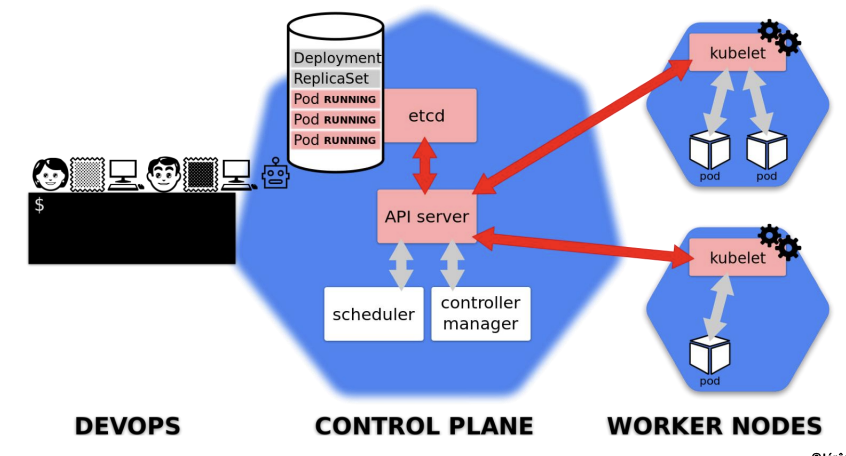 Deployment
ReplicaSet
Pod RUNNING
Pod RUNNING
Pod RUNNING
etcd
kubelet
pod pod
$
API server
scheduler
controller
manager
kubelet
pod
DEVOPS
CONTROL PLANE
WORKER NODES